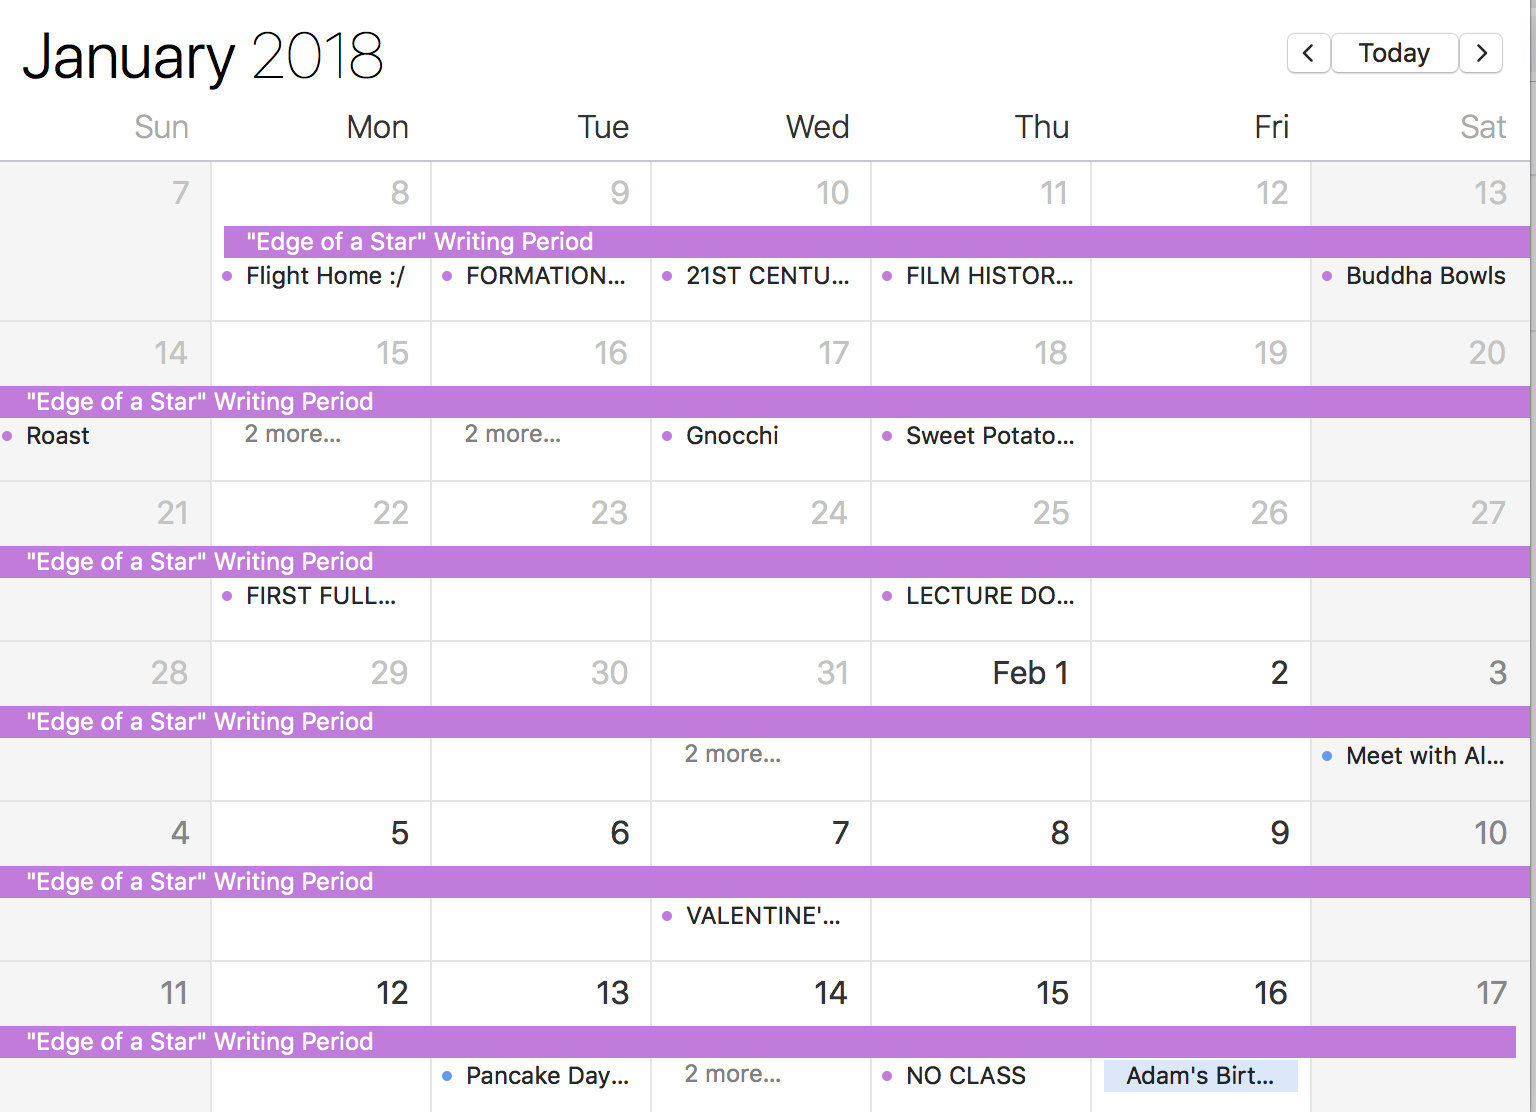 January 2018
Today
Sun Mon Tue Wed Thu Fri Sat
7 8 9 10 11 12 13
"Edge of a Star" Writing Period
Flight Home :/ FORMATION... 21ST CENTU... FILM HISTOR... Buddha Bowls
14 15 16 17 18 19 20
"Edge of a Star" Writing Period
Roast 2 more... 2 more... Gnocchi Sweet Potato...
21 22 23 24 25 26 27
"Edge of a Star" Writing Period
FIRST FULL... LECTURE DO...
28 29 30 31 Feb 1 2 3
"Edge of a Star" Writing Period
2 more... Meet with Al...
4 5 6 7 8 9 10
"Edge of a Star" Writing Period
VALENTINE'...
11 12 13 14 15 16 17
"Edge of a Star" Writing Period
Pancake Day... 2 more... NO CLASS Adam's Birt...